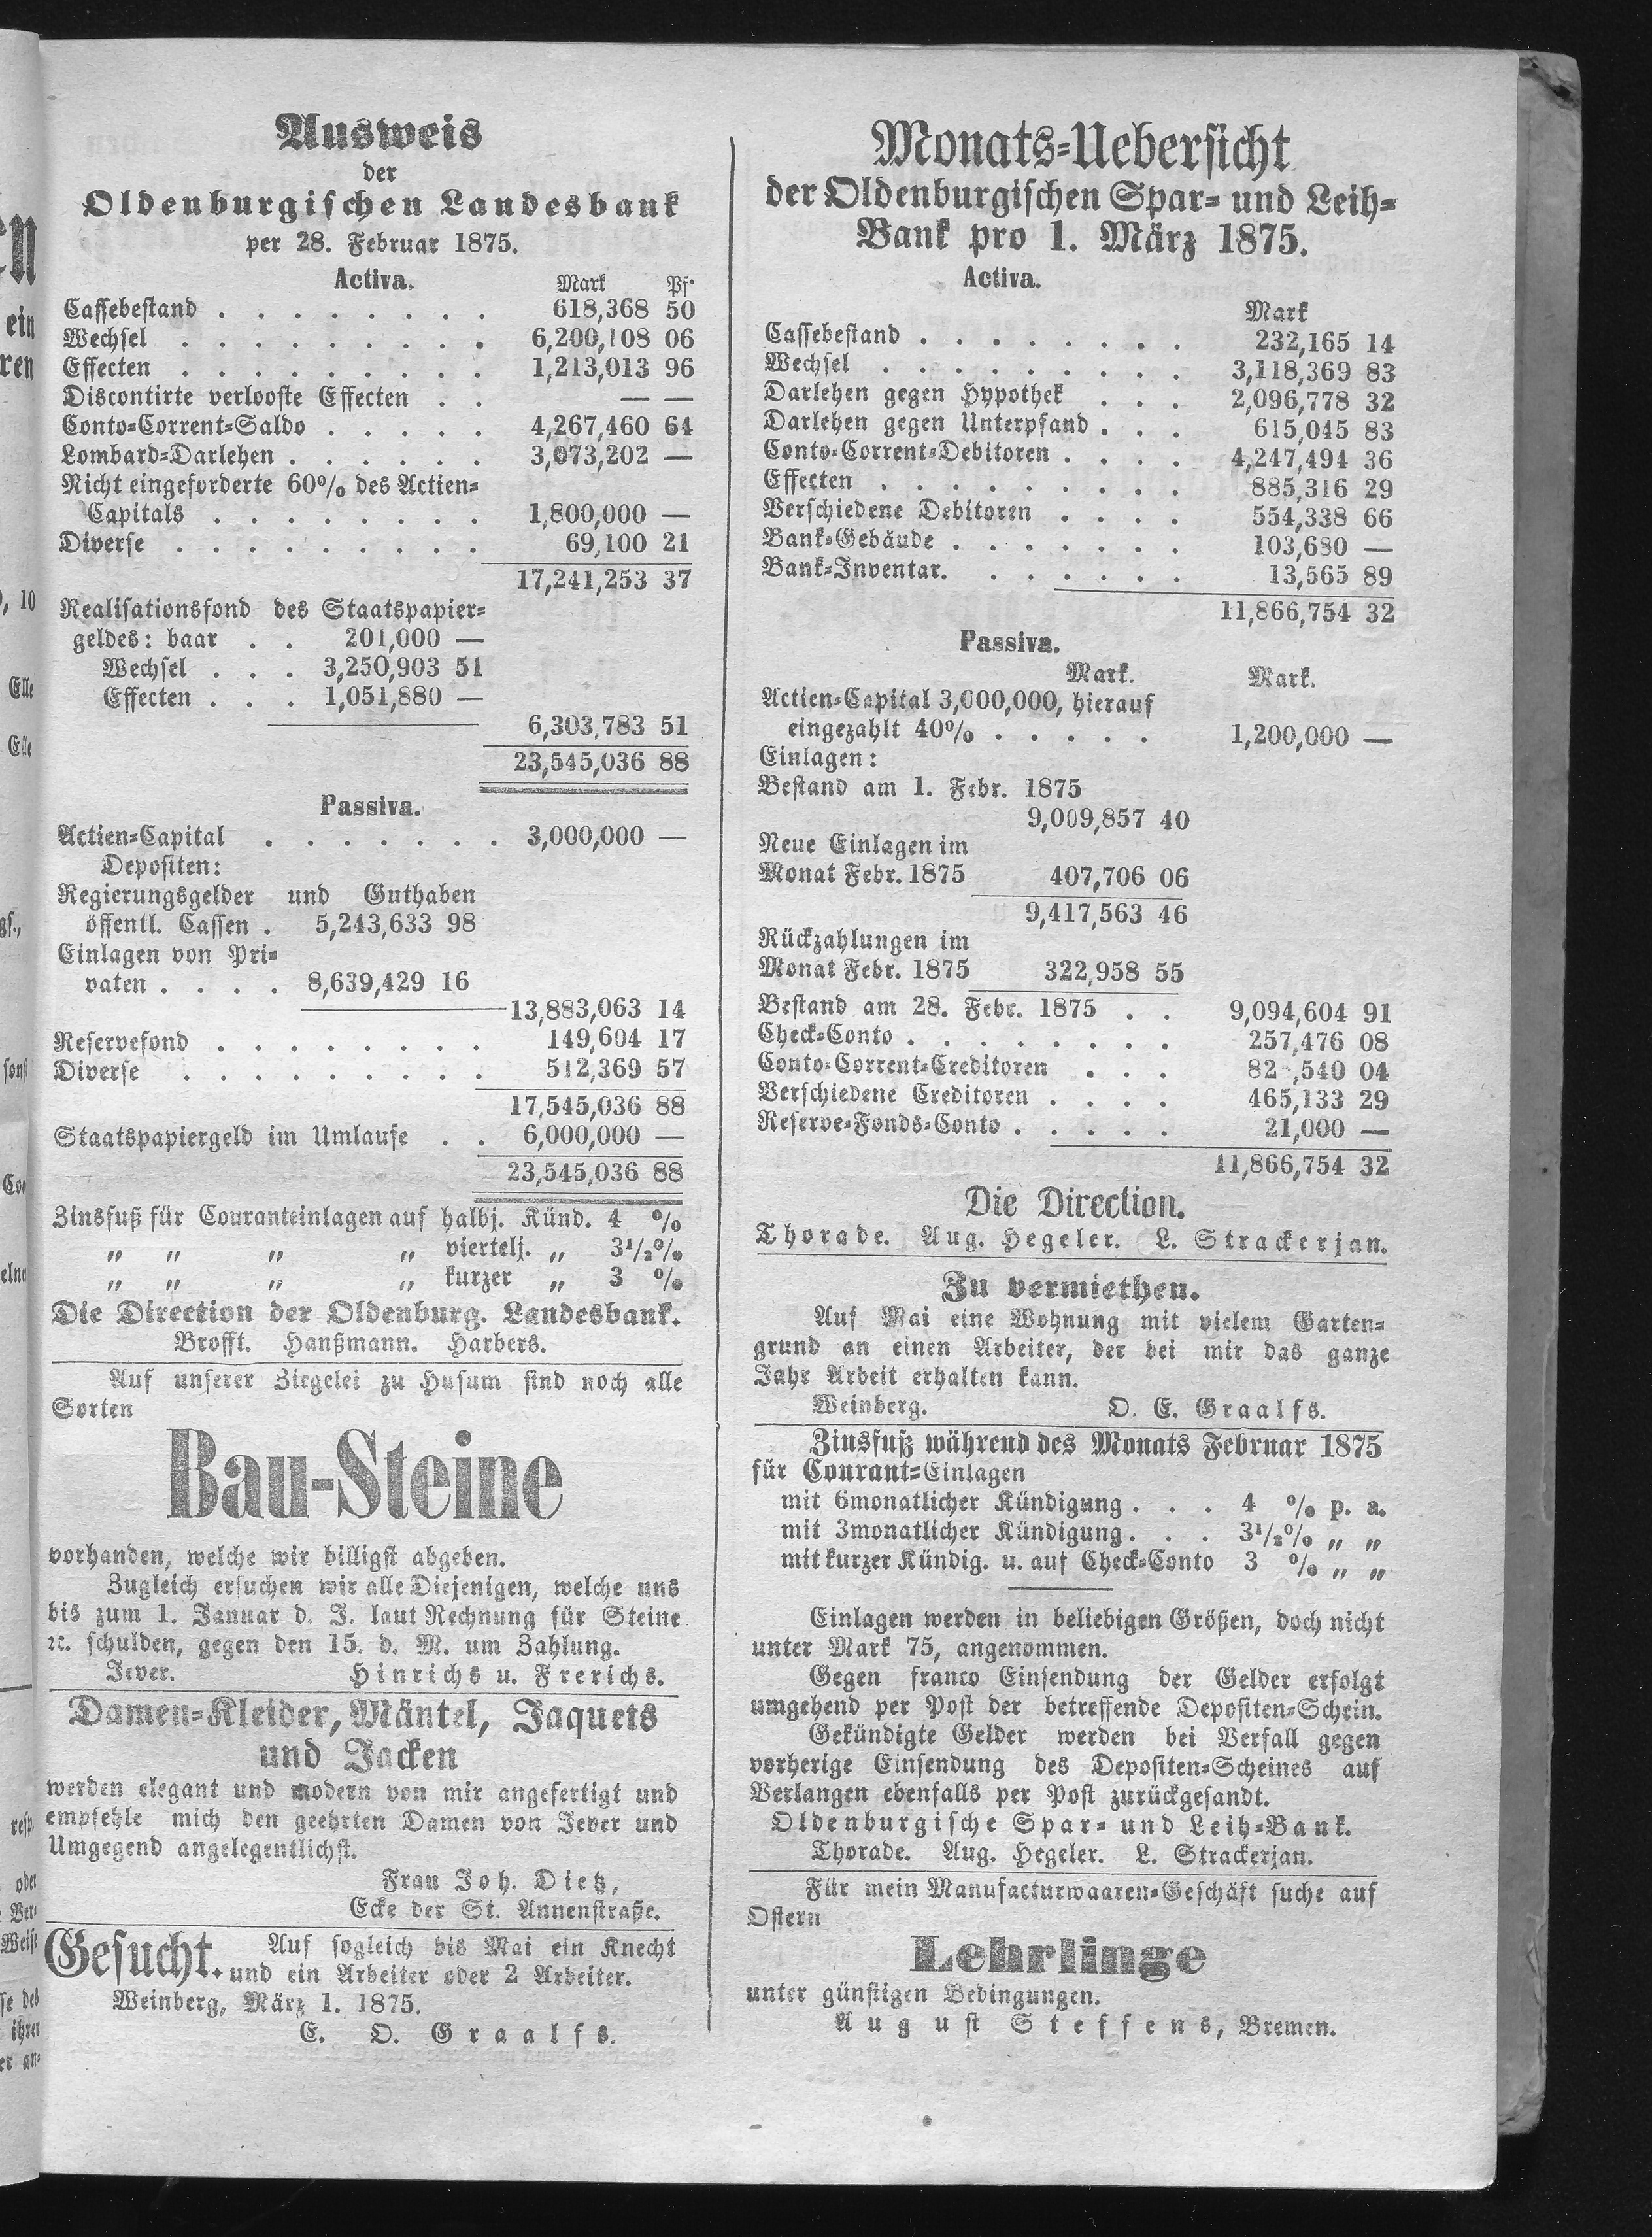 Ausweis
der
Oldenburgischen Landesbank
per 28. Februar 1875.
Activa. Mark Pf.
Cassebestand . . . . . . . . 618,368 50
Wechsel . . . . . . . . . 6,200,108 06
Effecten . . . . . . . . . 1,213,013 96
Discontirte verlooste Effecten . . — —
Conto-Corrent-Saldo . . . . . 4,267,460 64
Lombard-Darlehen . . . . . . 3,073,202 —
Nicht eingeforderte 60% des Actien-
Capitals . . . . . . . . 1,800,000 —
Diverse . . . . . . . . . 69,100 21
17,241,253 37
Realisationsfond des Staatspapier-
geldes: baar . . 201,000 —
Wechsel . . . 3,250,903 51
Effecten . . . 1,051,880 —
6,303,783 51
23,545,036 88
Passiva.
Actien-Capital . . . . . . . 3,000,000 —
Depositen:
Regierungsgelder und Guthaben
öffentl. Cassen . 5,243,633 98
Einlagen von Pri-
vaten . . . . 8,639,429 16
13,883,063 14
Reservefond . . . . . . . . 149,604 17
Diverse . . . . . . . . . 512,369 57
17,545,036 88
Staatspapiergeld im Umlaufe . . 6,000,000 —
23,545,036 88
Zinsfuß für Couranteinlagen auf halbj. Künd. 4 %
„ „ „ „ viertelj. „ 3½%
„ „ „ „ kurzer „ 3 %
Die Direction der Oldenburg. Landesbank.
Brofft. Hanßmann. Harbers.
Auf unserer Ziegelei zu Husum sind noch alle
Sorten
Bau-Steine
vorhanden, welche wir billigst abgeben.
Zugleich ersuchen wir alle Diejenigen, welche uns
bis zum 1. Januar d. J. laut Rechnung für Steine
ꝛc. schulden, gegen den 15. d. M. um Zahlung.
Jever. Hinrichs u. Frerichs.
Damen-Kleider, Mäntel, Jaquets
und Jacken
werden elegant und modern von mir angefertigt und
empfehle mich den geehrten Damen von Jever und
Umgegend angelegentlichst.
Frau Joh. Dietz,
Ecke der St. Annenstraße.
Gesucht. Auf sogleich bis Mai ein Knecht
und ein Arbeiter oder 2 Arbeiter.
Weinberg, März 1. 1875.
E. O. Graalfs.
Monats-Uebersicht
der Oldenburgischen Spar- und Leih-
Bank pro 1. März 1875.
Activa.
Mark
Cassebestand . . . . . . . . 232,165 14
Wechsel . . . . . . . . . 3,118,369 83
Darlehen gegen Hypothek . . . 2,096,778 32
Darlehen gegen Unterpfand . . . 615,045 83
Conto-Corrent-Debitoren . . . . 4,247,494 36
Effecten . . . . . . . . . 885,316 29
Verschiedene Debitoren . . . . 554,338 66
Bank-Gebäude . . . . . . . 103,680 —
Bank-Inventar. . . . . . . 13,565 89
11,866,754 32
Passiva.
Mark. Mark.
Actien-Capital 3,000,000, hierauf
eingezahlt 40% . . . . . 1,200,000 —
Einlagen:
Bestand am 1. Febr. 1875
9,009,857 40
Neue Einlagen im
Monat Febr. 1875 407,706 06
9,417,563 46
Rückzahlungen im
Monat Febr. 1875 322,958 55
Bestand am 28. Febr. 1875 . . 9,094,604 91
Check-Conto . . . . . . . . 257,476 08
Conto-Corrent-Creditoren . . . 82 ,540 04
Verschiedene Creditoren . . . . 465,133 29
Reserve-Fonds-Conto . . . . . 21,000 —
11,866,754 32
Die Direction.
Thorade. Aug. Hegeler. L. Strackerjan.
Zu vermiethen.
Auf Mai eine Wohnung mit vielem Garten-
grund an einen Arbeiter, der bei mir das ganze
Jahr Arbeit erhalten kann.
Weinberg. O. E. Graalfs.
Zinsfuß während des Monats Februar 1875
für Courant-Einlagen
mit 6monatlicher Kündigung . . . 4 % p. a.
mit 3monatlicher Kündigung . . . 3½% „ „
mit kurzer Kündig. u. auf Check-Conto 3 % „ „
Einlagen werden in beliebigen Größen, doch nicht
unter Mark 75, angenommen.
Gegen franco Einsendung der Gelder erfolgt
umgehend per Post der betreffende Depositen-Schein.
Gekündigte Gelder werden bei Verfall gegen
vorherige Einsendung des Depositen-Scheines auf
Verlangen ebenfalls per Post zurückgesandt.
Oldenburgische Spar- und Leih-Bank.
Thorade. Aug. Hegeler. L. Strackerjan.
Für mein Manufacturwaaren-Geschäft suche auf
Ostern
Lehrlinge
unter günstigen Bedingungen.
August Steffens, Bremen.